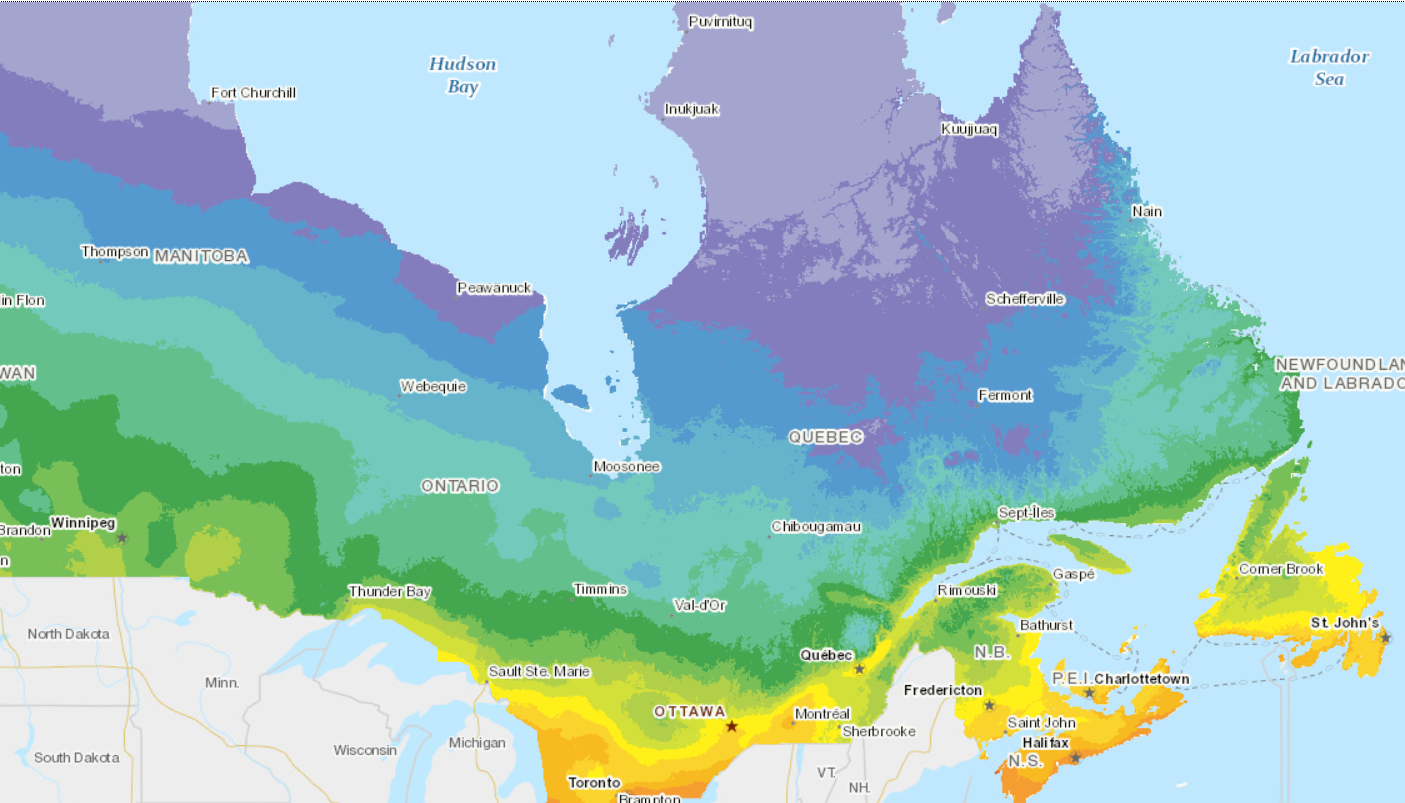 Puvirnituq
Hudson
Bay
Labrador
Sea
Fort Churchill
Inukjuak
Kuujjuaq
Nain
Thompson
MANITOBA
Peawanuck
Schefferville
in Flon
NEWFOUNDLAN
AND LABRADO
WAN
Webequie
Fermont
QUEBEC
Moosonee
ton
ONTARIO
Sept-Îles
Chibougamau
Winnipeg
Brandon
n
Corner Brook
Gaspé
Thunder Bay
Timmins
Rimouski
Val-d'Or
St. John's
Bathurst
North Dakota
Québec
N.B.
Sault Ste. Marie
P.E.I.
Charlottetown
Minn.
Fredericton
OTTAWA
Montréal
Saint John
Sherbrooke
Halifax
Michigan
Wisconsin
South Dakota
N.S.
VT.
Toronto
NH.
Brampton